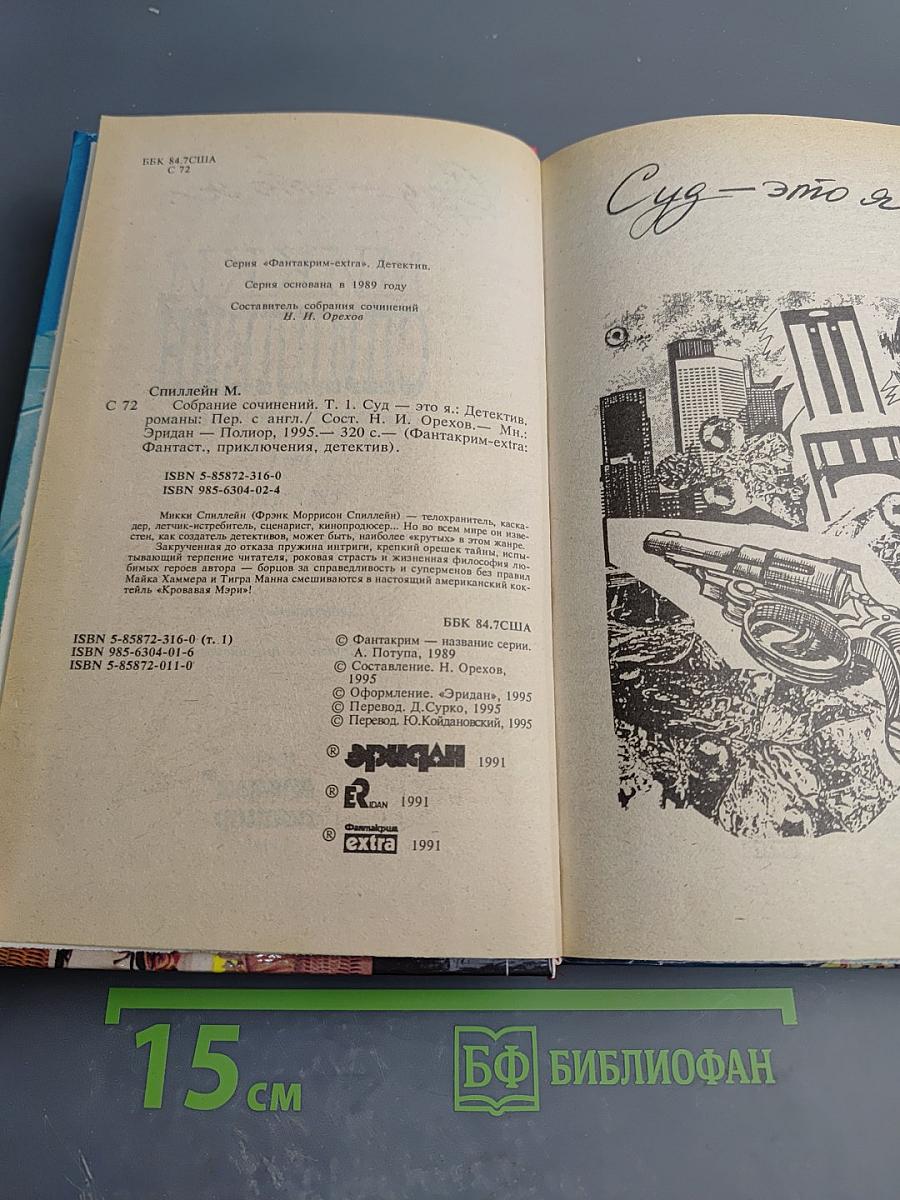 ББК 84.7США
С 72
Серия «Фантакрим-extra». Детектив.
Серия основана в 1989 году
Составитель собрания сочинений
Н. И. Орехов
Спиллейн М.
С 72 Собрание сочинений. Т. 1. Суд — это я.: Детектив.
романы: Пер. с англ./ Сост. Н. И. Орехов.— Мн.:
Эридан — Полиор, 1995.— 320 с.— (Фантакрим-extra:
Фантаст., приключения, детектив).
ISBN 5-85872-316-0
ISBN 985-6304-02-4
Микки Спиллейн (Фрэнк Моррисон Спиллейн) — телохранитель, каска-
дер, летчик-истребитель, сценарист, кинопродюсер... Но во всем мире он изве-
стен, как создатель детективов, может быть, наиболее «крутых» в этом жанре.
Закрученная до отказа пружина интриги, крепкий орешек тайны, испы-
тывающий терпение читателя, роковая страсть и жизненная философия лю-
бимых героев автора — борцов за справедливость и суперменов без правил
Майка Хаммера и Тигра Манна смешиваются в настоящий американский кок-
тейль «Кровавая Мэри»!
ББК 84.7США
ISBN 5-85872-316-0 (т. 1)
ISBN 985-6304-01-6
ISBN 5-85872-011-0
© Фантакрим — название серии.
А. Потупа, 1989
© Составление. Н. Орехов,
1995
© Оформление. «Эридан», 1995
© Перевод. Д.Сурко, 1995
© Перевод. Ю.Койдановский, 1995
® эридан 1991
® ERIDAN 1991
® Фантакрим extra 1991
Суд — это я
15 см
БФ БИБЛИОФАН